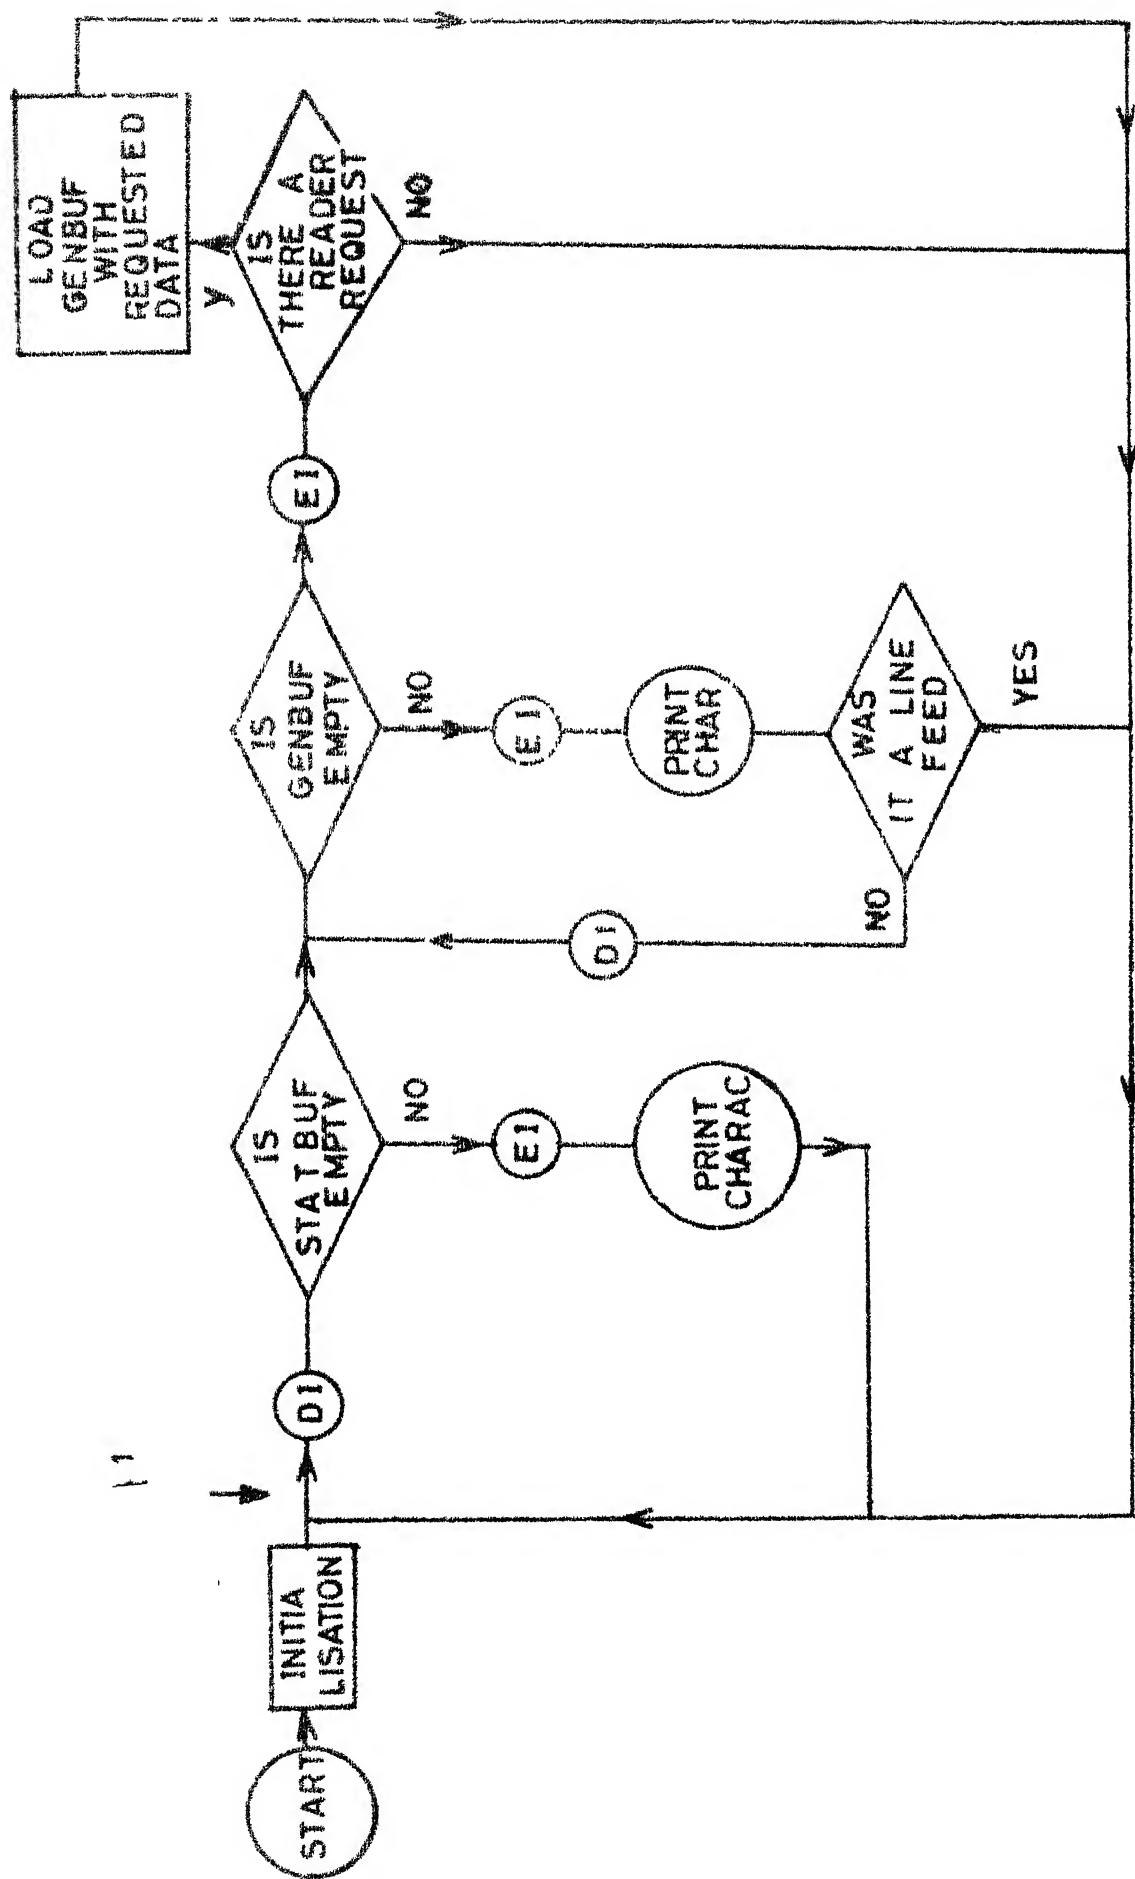 START
INITIA
LISATION
DI
IS
STAT BUF
EMPTY
NO
EI
PRINT
CHARAC
IS
GENBUF
EMPTY
NO
EI
PRINT
CHAR
WAS
IT A LINE
FEED
YES
NO
DI
EI
IS
THERE A
READER
REQUEST
NO
Y
LOAD
GENBUF
WITH
REQUESTED
DATA